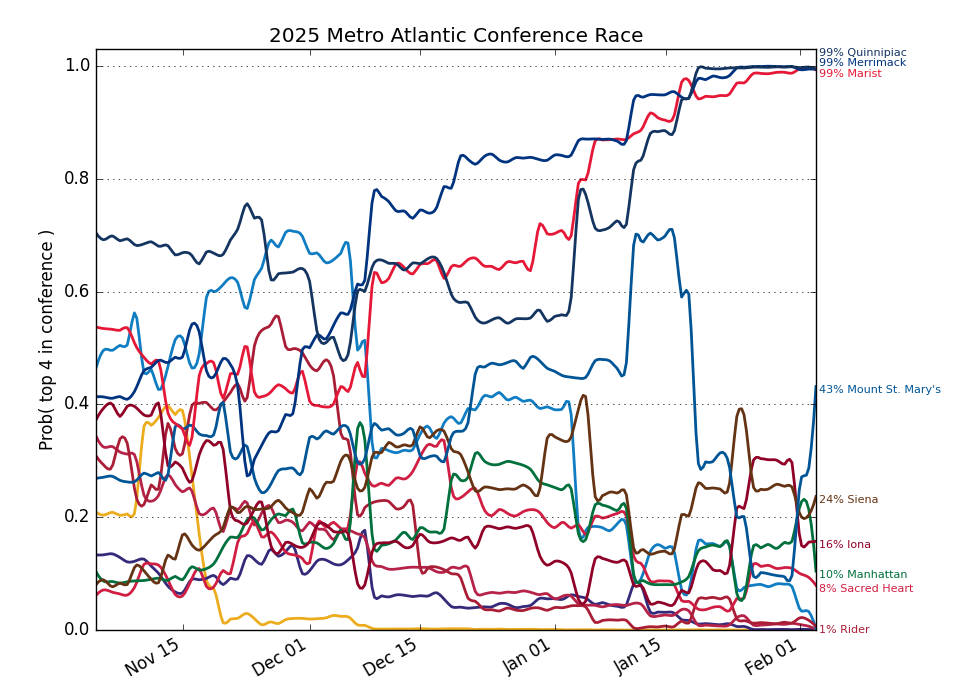 2025 Metro Atlantic Conference Race
Prob( top 4 in conference )
1.0
0.8
0.6
0.4
0.2
0.0
Nov 15
Dec 01
Dec 15
Jan 01
Jan 15
Feb 01
99% Quinnipiac
99% Merrimack
99% Marist
43% Mount St. Mary's
24% Siena
16% Iona
10% Manhattan
8% Sacred Heart
1% Rider